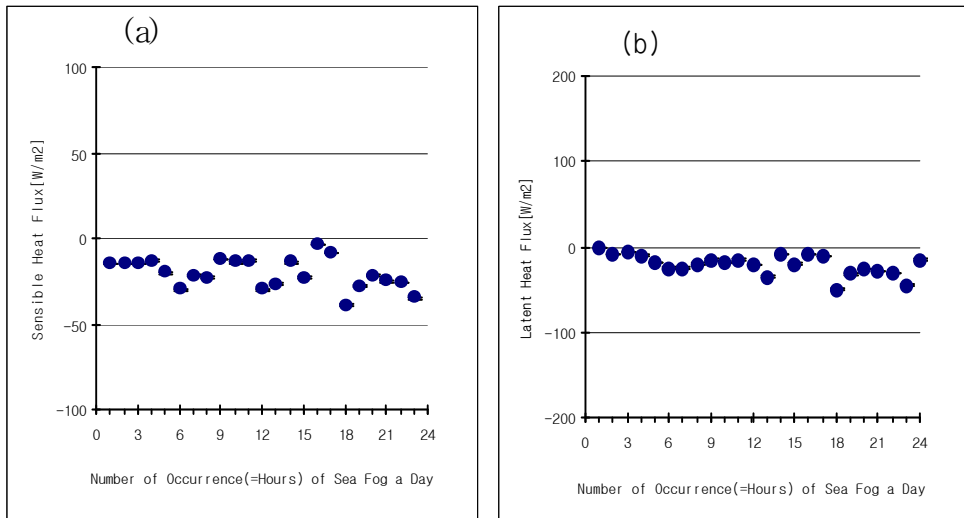 (a)
100
50
0
-50
-100
Sensible Heat Flux[W/m2]
0 3 6 9 12 15 18 21 24
Number of Occurrence(=Hours) of Sea Fog a Day
(b)
200
100
0
-100
-200
Latent Heat Flux[W/m2]
0 3 6 9 12 15 18 21 24
Number of Occurrence(=Hours) of Sea Fog a Day